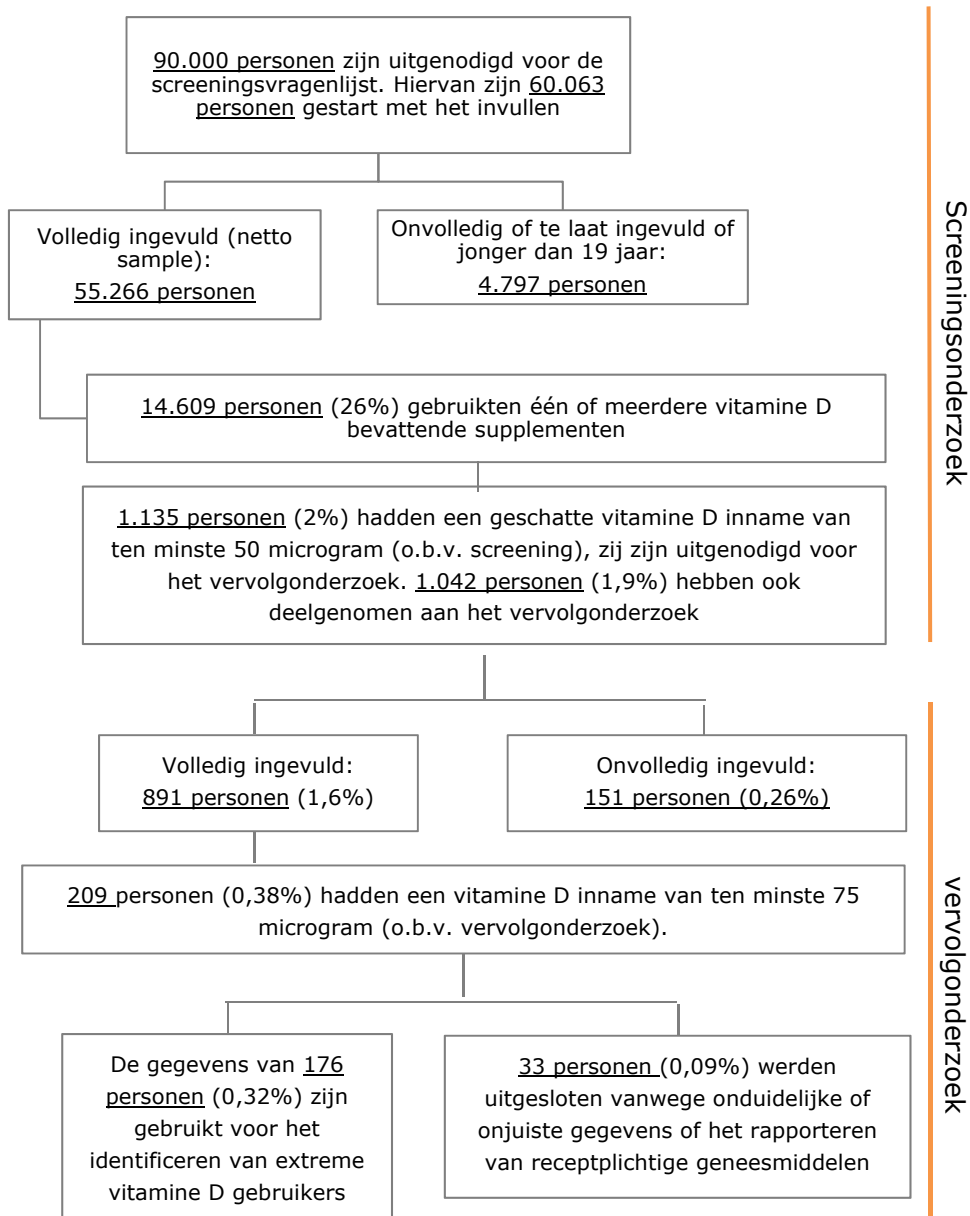 90.000 personen zijn uitgenodigd voor de
screeningsvragenlijst. Hiervan zijn 60.063
personen gestart met het invullen
Volledig ingevuld (netto
sample):
55.266 personen
Onvolledig of te laat ingevuld of
jonger dan 19 jaar:
4.797 personen
14.609 personen (26%) gebruikten één of meerdere vitamine D
bevattende supplementen
1.135 personen (2%) hadden een geschatte vitamine D inname van
ten minste 50 microgram (o.b.v. screening), zij zijn uitgenodigd voor
het vervolgonderzoek. 1.042 personen (1,9%) hebben ook
deelgenomen aan het vervolgonderzoek
Screeningsonderzoek
Volledig ingevuld:
891 personen (1,6%)
Onvolledig ingevuld:
151 personen (0,26%)
209 personen (0,38%) hadden een vitamine D inname van ten minste 75
microgram (o.b.v. vervolgonderzoek).
De gegevens van 176
personen (0,32%) zijn
gebruikt voor het
identificeren van extreme
vitamine D gebruikers
33 personen (0,09%) werden
uitgesloten vanwege onduidelijke of
onjuiste gegevens of het rapporteren
van receptplichtige geneesmiddelen
vervolgonderzoek